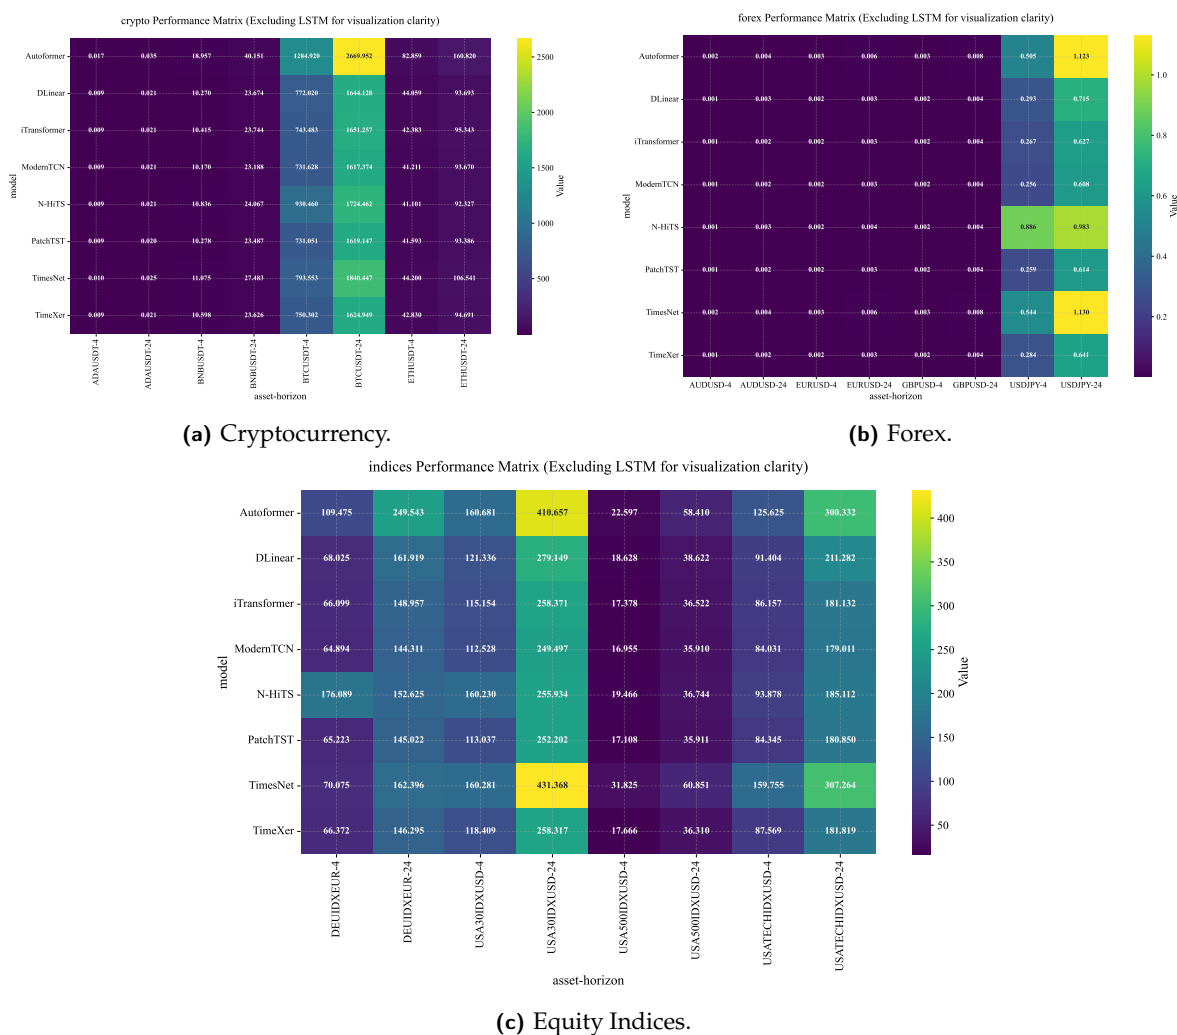 crypto Performance Matrix (Excluding LSTM for visualization clarity)
model
Autoformer 0.017 0.035 18.957 40.151 1284.920 2669.952 82.859 160.820
DLinear 0.009 0.021 10.270 23.674 772.020 1644.128 44.059 93.693
iTransformer 0.009 0.021 10.415 23.744 743.483 1651.257 42.383 95.343
ModernTCN 0.009 0.021 10.170 23.188 731.628 1617.374 41.211 93.670
N-HiTS 0.009 0.021 10.836 24.067 930.460 1724.462 41.101 92.327
PatchTST 0.009 0.020 10.278 23.487 731.051 1619.147 41.593 93.386
TimesNet 0.010 0.025 11.075 27.483 793.553 1840.447 44.200 106.541
TimeXer 0.009 0.021 10.598 23.626 750.302 1624.949 42.830 94.691
ADAUSDT-4 ADAUSDT-24 BNBUSDT-4 BNBUSDT-24 BTCUSDT-4 BTCUSDT-24 ETHUSDT-4 ETHUSDT-24
asset-horizon
2500
2000
1500
1000
500
Value
(a) Cryptocurrency.
forex Performance Matrix (Excluding LSTM for visualization clarity)
model
Autoformer 0.002 0.004 0.003 0.006 0.003 0.008 0.505 1.123
DLinear 0.001 0.003 0.002 0.003 0.002 0.004 0.293 0.715
iTransformer 0.001 0.002 0.002 0.003 0.002 0.004 0.267 0.627
ModernTCN 0.001 0.002 0.002 0.003 0.002 0.004 0.256 0.608
N-HiTS 0.001 0.003 0.002 0.004 0.002 0.004 0.886 0.983
PatchTST 0.001 0.002 0.002 0.003 0.002 0.004 0.259 0.614
TimesNet 0.002 0.004 0.003 0.006 0.003 0.008 0.544 1.130
TimeXer 0.001 0.002 0.002 0.003 0.002 0.004 0.284 0.641
AUDUSD-4 AUDUSD-24 EURUSD-4 EURUSD-24 GBPUSD-4 GBPUSD-24 USDJPY-4 USDJPY-24
asset-horizon
1.0
0.8
0.6
0.4
0.2
Value
(b) Forex.
indices Performance Matrix (Excluding LSTM for visualization clarity)
model
Autoformer 109.475 249.543 160.681 410.657 22.597 58.410 125.625 300.332
DLinear 68.025 161.919 121.336 279.149 18.628 38.622 91.404 211.282
iTransformer 66.099 148.957 115.154 258.371 17.378 36.522 86.157 181.132
ModernTCN 64.894 144.311 112.528 249.497 16.955 35.910 84.031 179.011
N-HiTS 176.089 152.625 160.230 255.934 19.466 36.744 93.878 185.112
PatchTST 65.223 145.022 113.037 252.202 17.108 35.911 84.345 180.850
TimesNet 70.075 162.396 160.281 431.368 31.825 60.851 159.755 307.264
TimeXer 66.372 146.295 118.409 258.317 17.666 36.310 87.569 181.819
DEUIDXEUR-4 DEUIDXEUR-24 USA30IDXUSD-4 USA30IDXUSD-24 USA500IDXUSD-4 USA500IDXUSD-24 USATECHIDXUSD-4 USATECHIDXUSD-24
asset-horizon
400
350
300
250
200
150
100
50
Value
(c) Equity Indices.